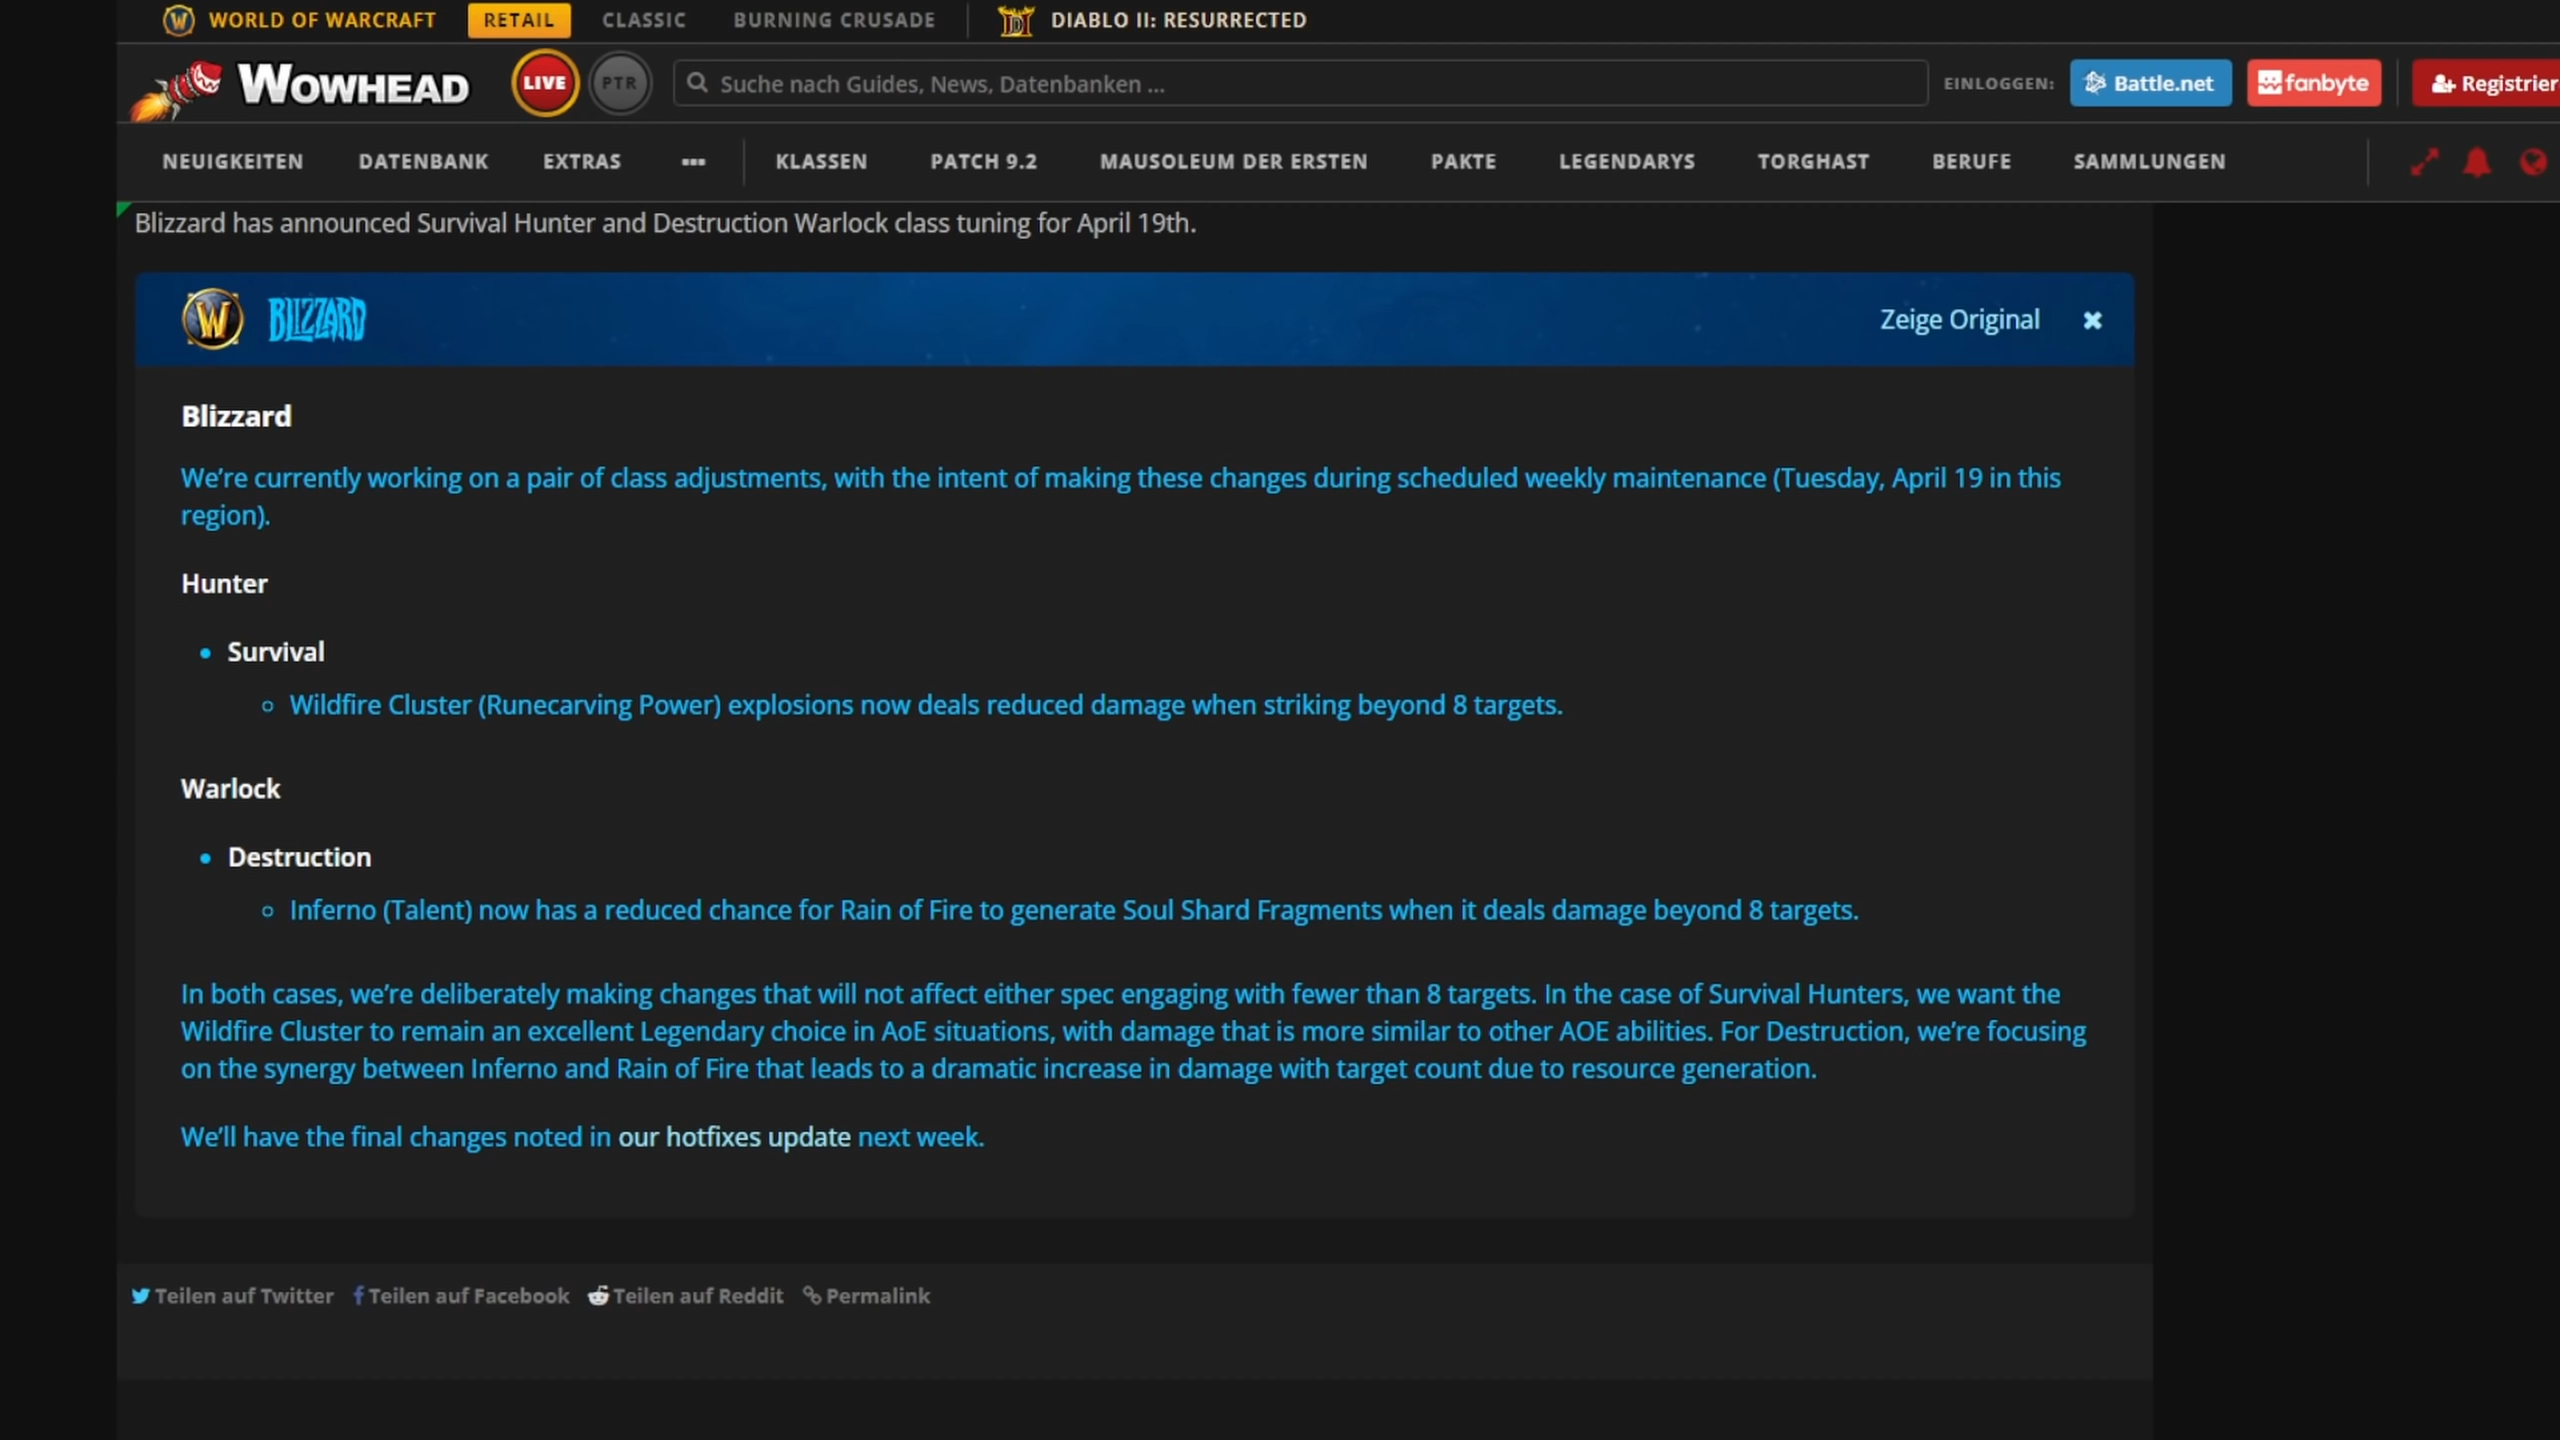 WORLD OF WARCRAFT RETAIL CLASSIC BURNING CRUSADE DIABLO II: RESURRECTED
WOWHEAD LIVE PTR Suche nach Guides, News, Datenbanken ... EINLOGGEN: Battle.net fanbyte Registrier
NEUIGKEITEN DATENBANK EXTRAS ••• KLASSEN PATCH 9.2 MAUSOLEUM DER ERSTEN PAKTE LEGENDARYS TORGHAST BERUFE SAMMLUNGEN
Blizzard has announced Survival Hunter and Destruction Warlock class tuning for April 19th.
W BLIZZARD Zeige Original ✖
Blizzard
We’re currently working on a pair of class adjustments, with the intent of making these changes during scheduled weekly maintenance (Tuesday, April 19 in this
region).
Hunter
• Survival
◦ Wildfire Cluster (Runecarving Power) explosions now deals reduced damage when striking beyond 8 targets.
Warlock
• Destruction
◦ Inferno (Talent) now has a reduced chance for Rain of Fire to generate Soul Shard Fragments when it deals damage beyond 8 targets.
In both cases, we’re deliberately making changes that will not affect either spec engaging with fewer than 8 targets. In the case of Survival Hunters, we want the
Wildfire Cluster to remain an excellent Legendary choice in AoE situations, with damage that is more similar to other AOE abilities. For Destruction, we’re focusing
on the synergy between Inferno and Rain of Fire that leads to a dramatic increase in damage with target count due to resource generation.
We’ll have the final changes noted in our hotfixes update next week.
Teilen auf Twitter Teilen auf Facebook Teilen auf Reddit Permalink